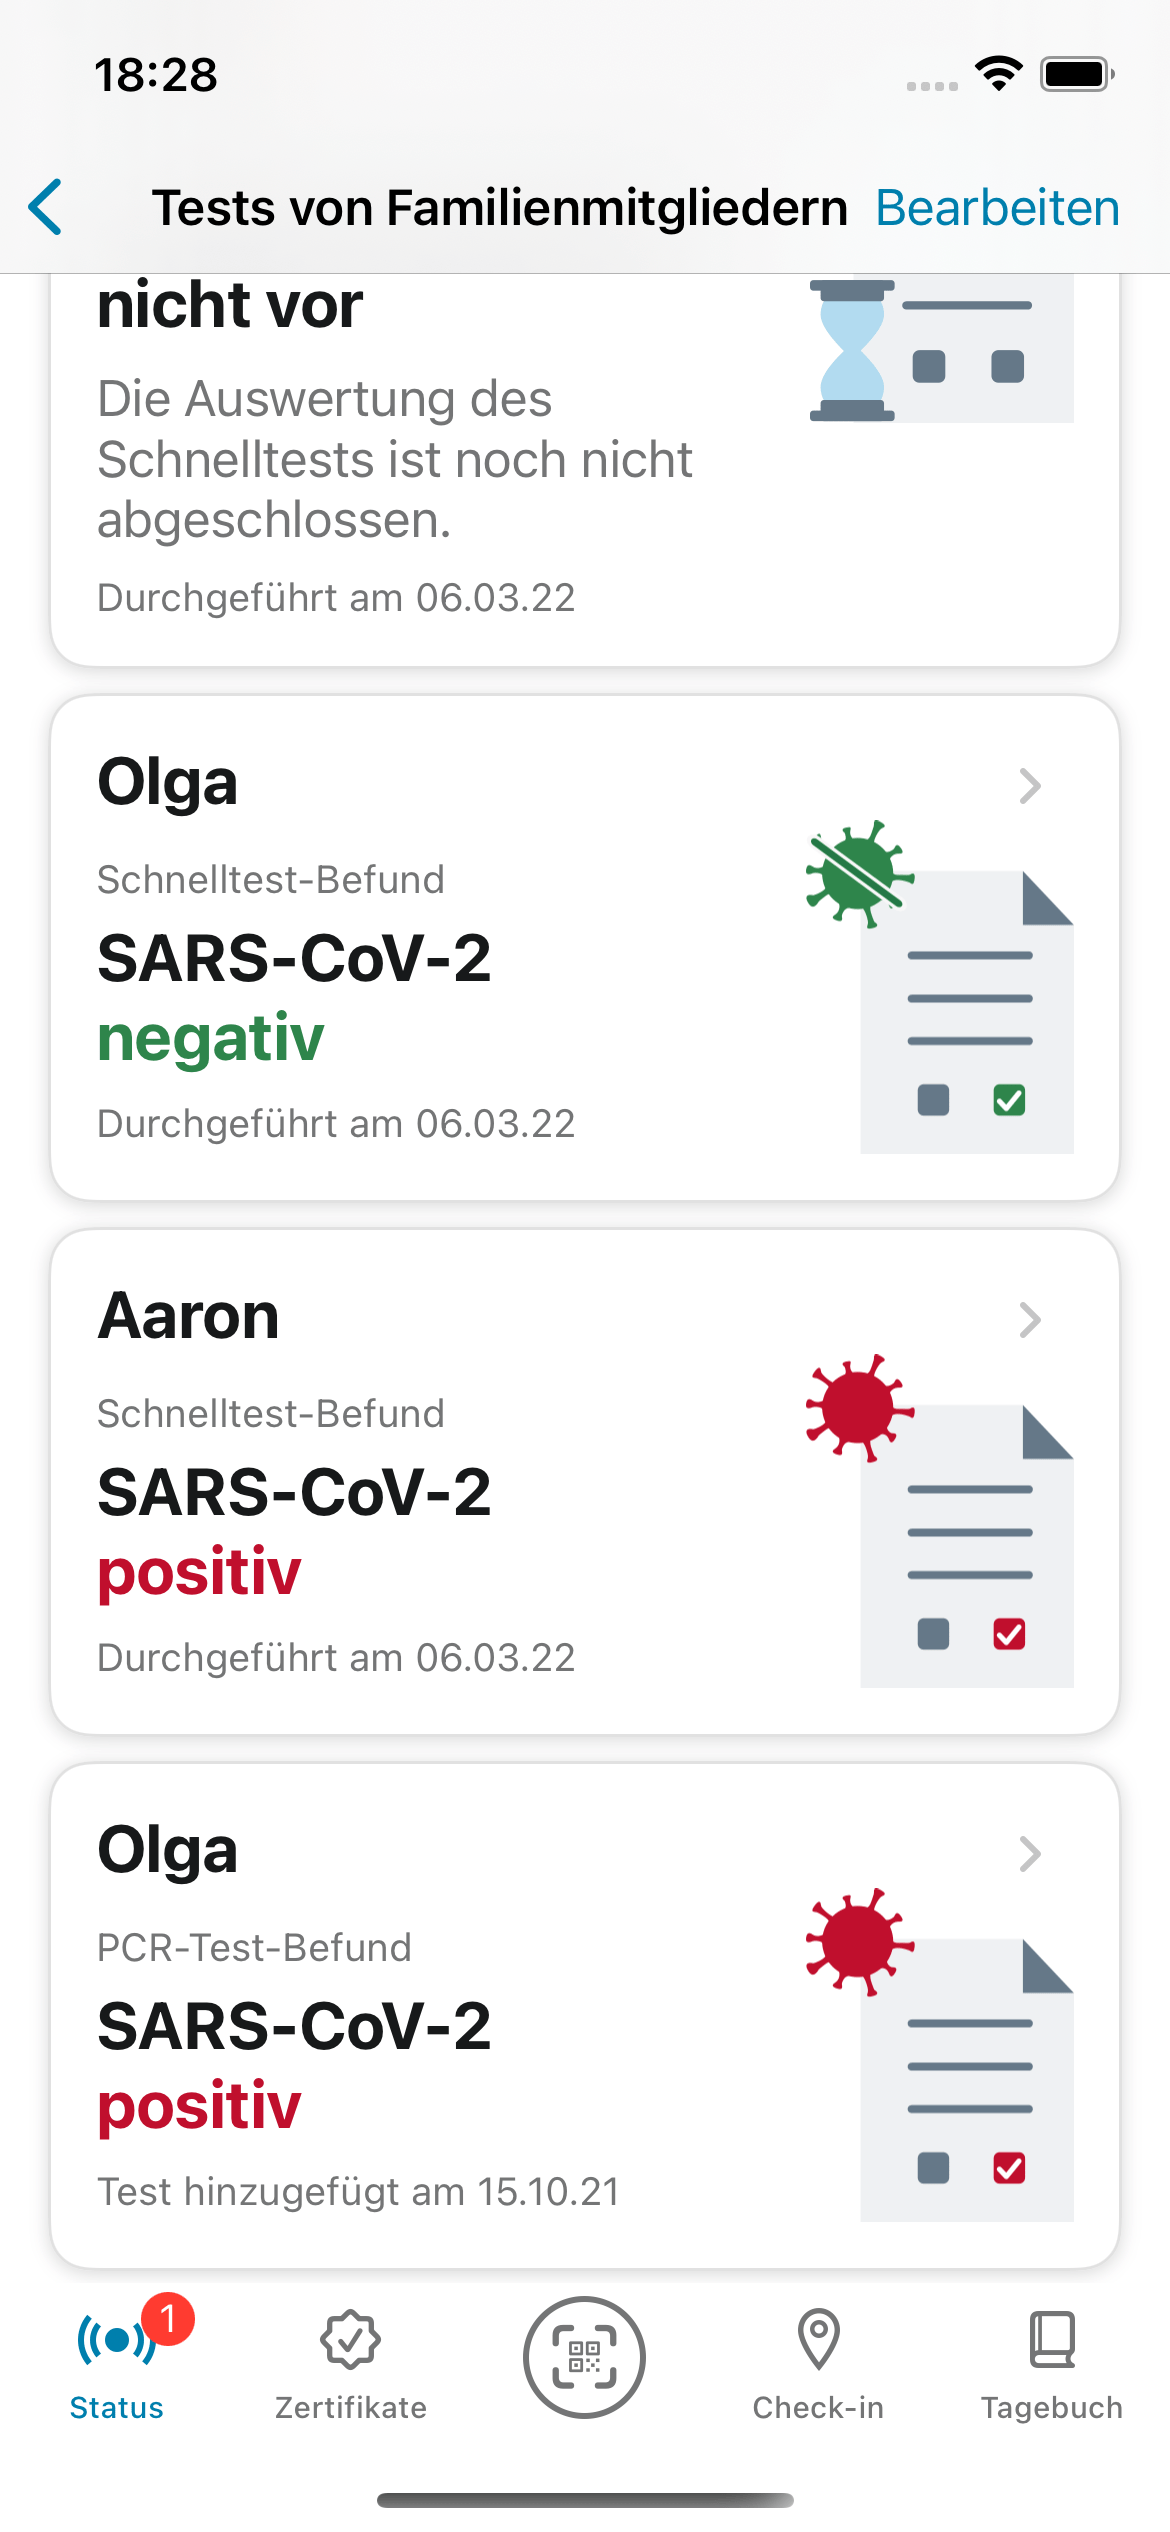 18:28
Tests von Familienmitgliedern Bearbeiten
nicht vor
Die Auswertung des
Schnelltests ist noch nicht
abgeschlossen.
Durchgeführt am 06.03.22
Olga
Schnelltest-Befund
SARS-CoV-2
negativ
Durchgeführt am 06.03.22
Aaron
Schnelltest-Befund
SARS-CoV-2
positiv
Durchgeführt am 06.03.22
Olga
PCR-Test-Befund
SARS-CoV-2
positiv
Test hinzugefügt am 15.10.21
1
Status Zertifikate Check-in Tagebuch